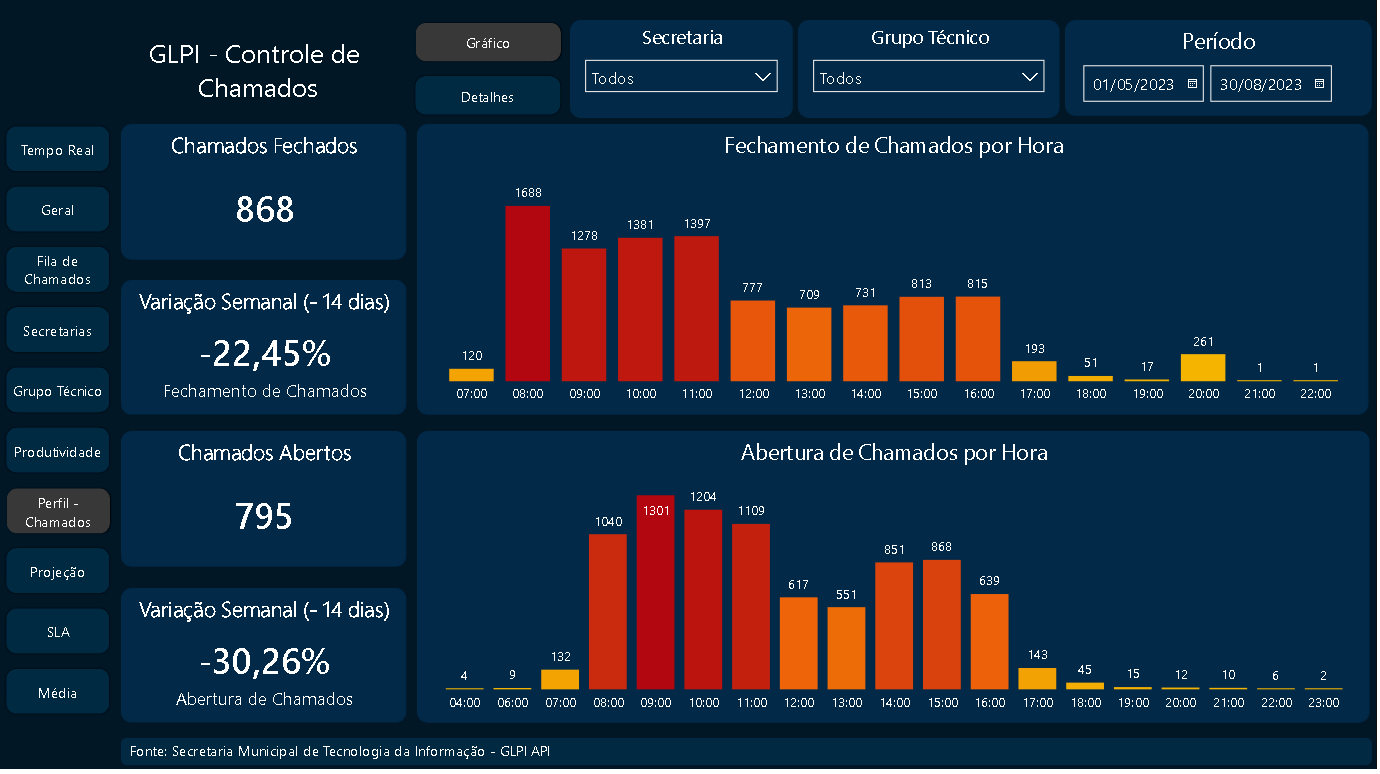 GLPI - Controle de
Chamados
Gráfico
Detalhes
Secretaria
Todos
Grupo Técnico
Todos
Período
01/05/2023
30/08/2023
Tempo Real
Geral
Fila de
Chamados
Secretarias
Grupo Técnico
Produtividade
Perfil -
Chamados
Projeção
SLA
Média
Chamados Fechados
868
Variação Semanal (- 14 dias)
-22,45%
Fechamento de Chamados
Chamados Abertos
795
Variação Semanal (- 14 dias)
-30,26%
Abertura de Chamados
Fechamento de Chamados por Hora
120 1688 1278 1381 1397 777 709 731 813 815 193 51 17 261 1 1
07:00 08:00 09:00 10:00 11:00 12:00 13:00 14:00 15:00 16:00 17:00 18:00 19:00 20:00 21:00 22:00
Abertura de Chamados por Hora
4 9 132 1040 1301 1204 1109 617 551 851 868 639 143 45 15 12 10 6 2
04:00 06:00 07:00 08:00 09:00 10:00 11:00 12:00 13:00 14:00 15:00 16:00 17:00 18:00 19:00 20:00 21:00 22:00 23:00
Fonte: Secretaria Municipal de Tecnologia da Informação - GLPI API